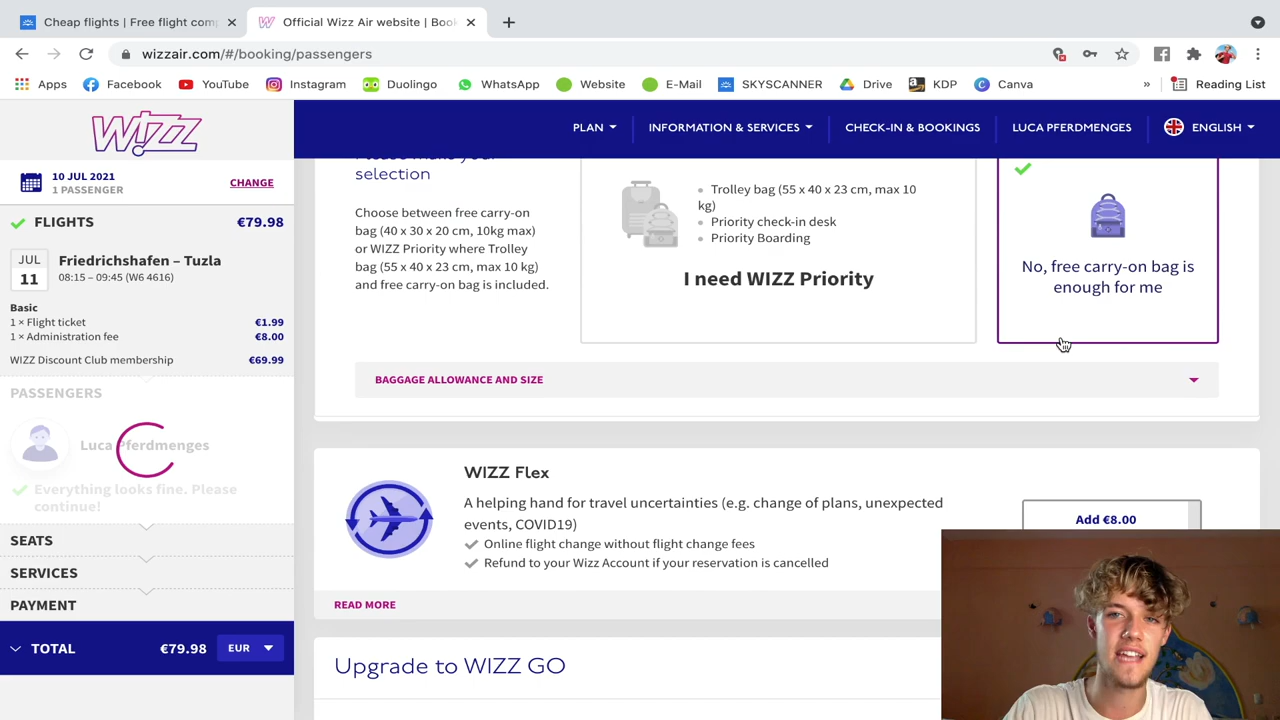 Cheap flights | Free flight com
Official Wizz Air website | Boo
wizzair.com/#/booking/passengers
Apps
Facebook
YouTube
Instagram
Duolingo
WhatsApp
Website
E-Mail
SKYSCANNER
Drive
KDP
Canva
»
Reading List
WIZZ
PLAN
INFORMATION & SERVICES
CHECK-IN & BOOKINGS
LUCA PFERDMENGES
ENGLISH
10 JUL 2021
1 PASSENGER
CHANGE
FLIGHTS €79.98
JUL
11
Friedrichshafen – Tuzla
08:15 – 09:45 (W6 4616)
Basic
1 × Flight ticket €1.99
1 × Administration fee €8.00
WIZZ Discount Club membership €69.99
PASSENGERS
Luca Pferdmenges
Everything looks fine. Please
continue!
SEATS
SERVICES
PAYMENT
TOTAL €79.98 EUR
Please make your
selection
Choose between free carry-on
bag (40 x 30 x 20 cm, 10kg max)
or WIZZ Priority where Trolley
bag (55 x 40 x 23 cm, max 10 kg)
and free carry-on bag is included.
• Trolley bag (55 x 40 x 23 cm, max 10
kg)
• Priority check-in desk
• Priority Boarding
I need WIZZ Priority
No, free carry-on bag is
enough for me
BAGGAGE ALLOWANCE AND SIZE
WIZZ Flex
A helping hand for travel uncertainties (e.g. change of plans, unexpected
events, COVID19)
Online flight change without flight change fees
Refund to your Wizz Account if your reservation is cancelled
Add €8.00
READ MORE
Upgrade to WIZZ GO